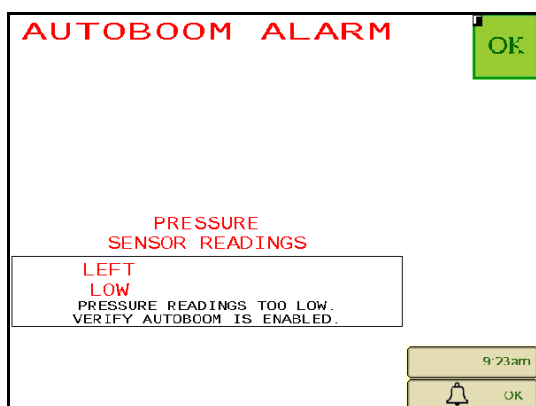 AUTOBOOM ALARM
OK
PRESSURE
SENSOR READINGS
LEFT
LOW
PRESSURE READINGS TOO LOW.
VERIFY AUTOBOOM IS ENABLED.
9:23am
OK